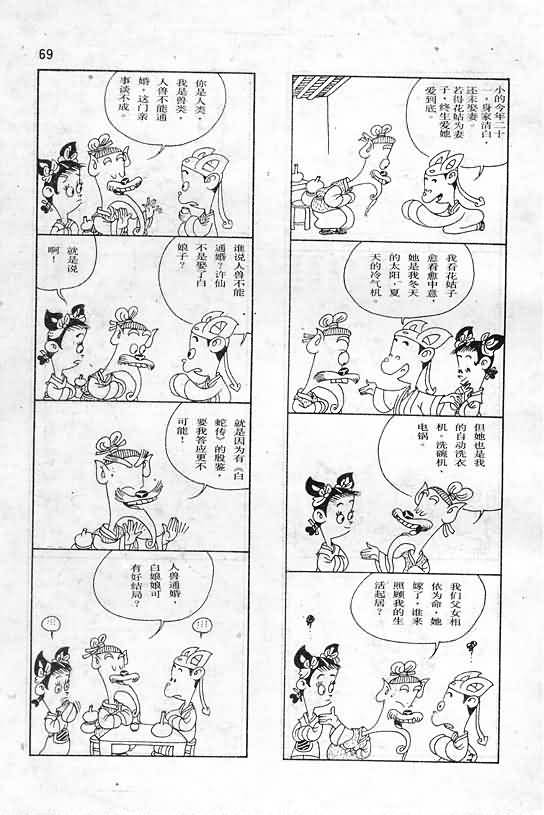 69
小的今年二十
一，身家清白，
还未娶妻。
若得花姑为妻
子，终生爱她
爱到底。
我看花姑子
愈看愈中意，
她是我冬天
的太阳，夏
天的冷气机。
但她也是我
的自动洗衣
机，洗碗机，
电锅。
我们父女相
依为命，她
嫁了，谁来
照顾我的生
活起居？
你是人类，
我是兽类，
人兽不能通
婚，这门亲
事谈不成。
谁说人兽不能
通婚？许仙
不是娶了白
娘子？
就是说
啊！
就是因为有《白
蛇传》的殷鉴，
要我答应更不
可能！
人兽通婚，
白娘娘可
有好结局？